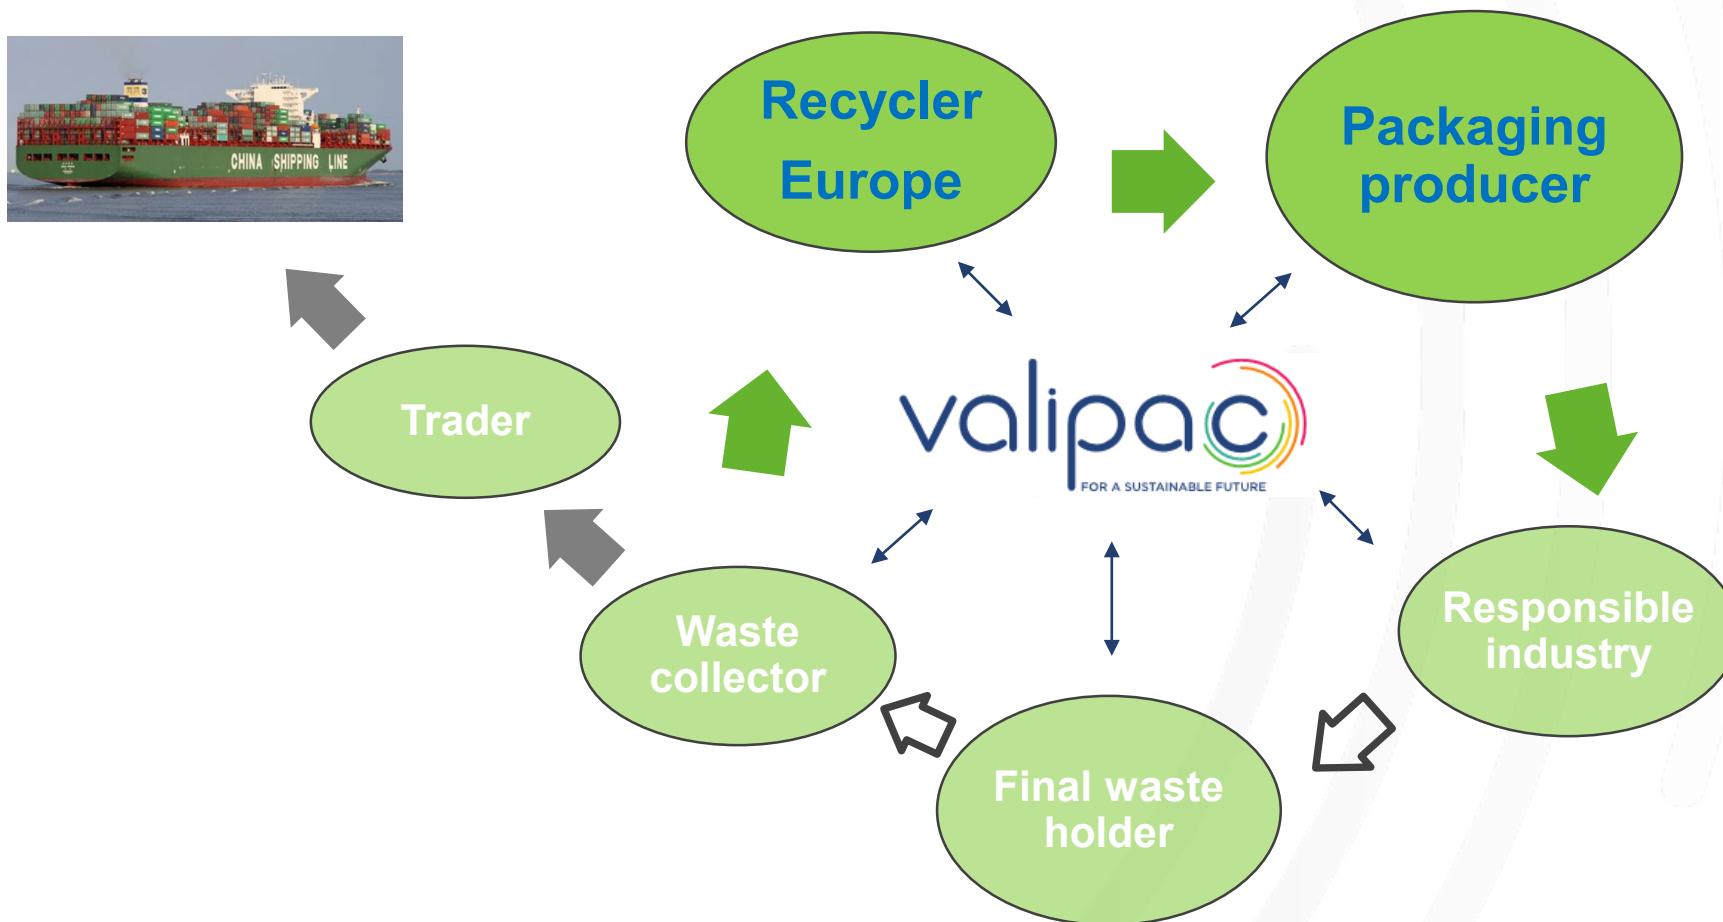 CHINA SHIPPING LINE
Recycler
Europe
Packaging
producer
Trader
valipac
FOR A SUSTAINABLE FUTURE
Waste
collector
Responsible
industry
Final waste
holder